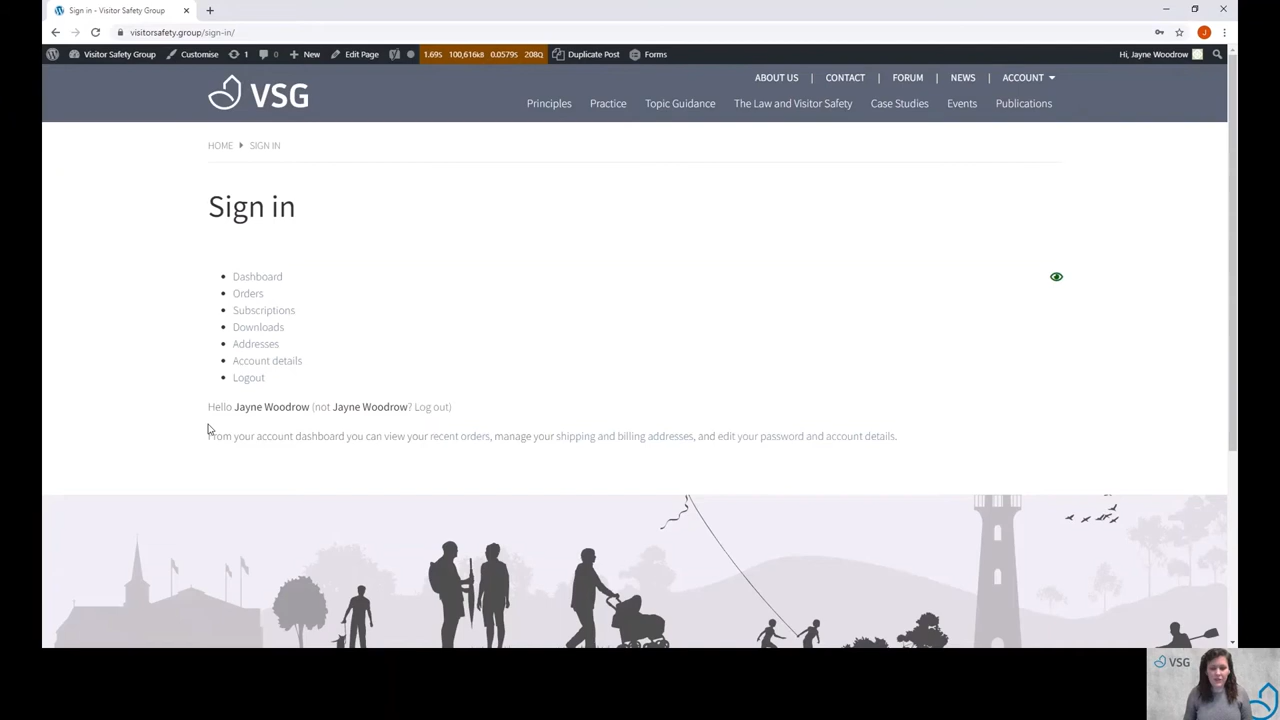 Sign in - Visitor Safety Group
visitorsafety.group/sign-in/
Visitor Safety Group Customise 1 0 New Edit Page 1.69s 100,616kB 0.0579s 208Q Duplicate Post Forms Hi, Jayne Woodrow
VSG
ABOUT US | CONTACT | FORUM | NEWS | ACCOUNT
Principles Practice Topic Guidance The Law and Visitor Safety Case Studies Events Publications
HOME SIGN IN
Sign in
Dashboard
Orders
Subscriptions
Downloads
Addresses
Account details
Logout
Hello Jayne Woodrow (not Jayne Woodrow? Log out)
From your account dashboard you can view your recent orders, manage your shipping and billing addresses, and edit your password and account details.
VSG